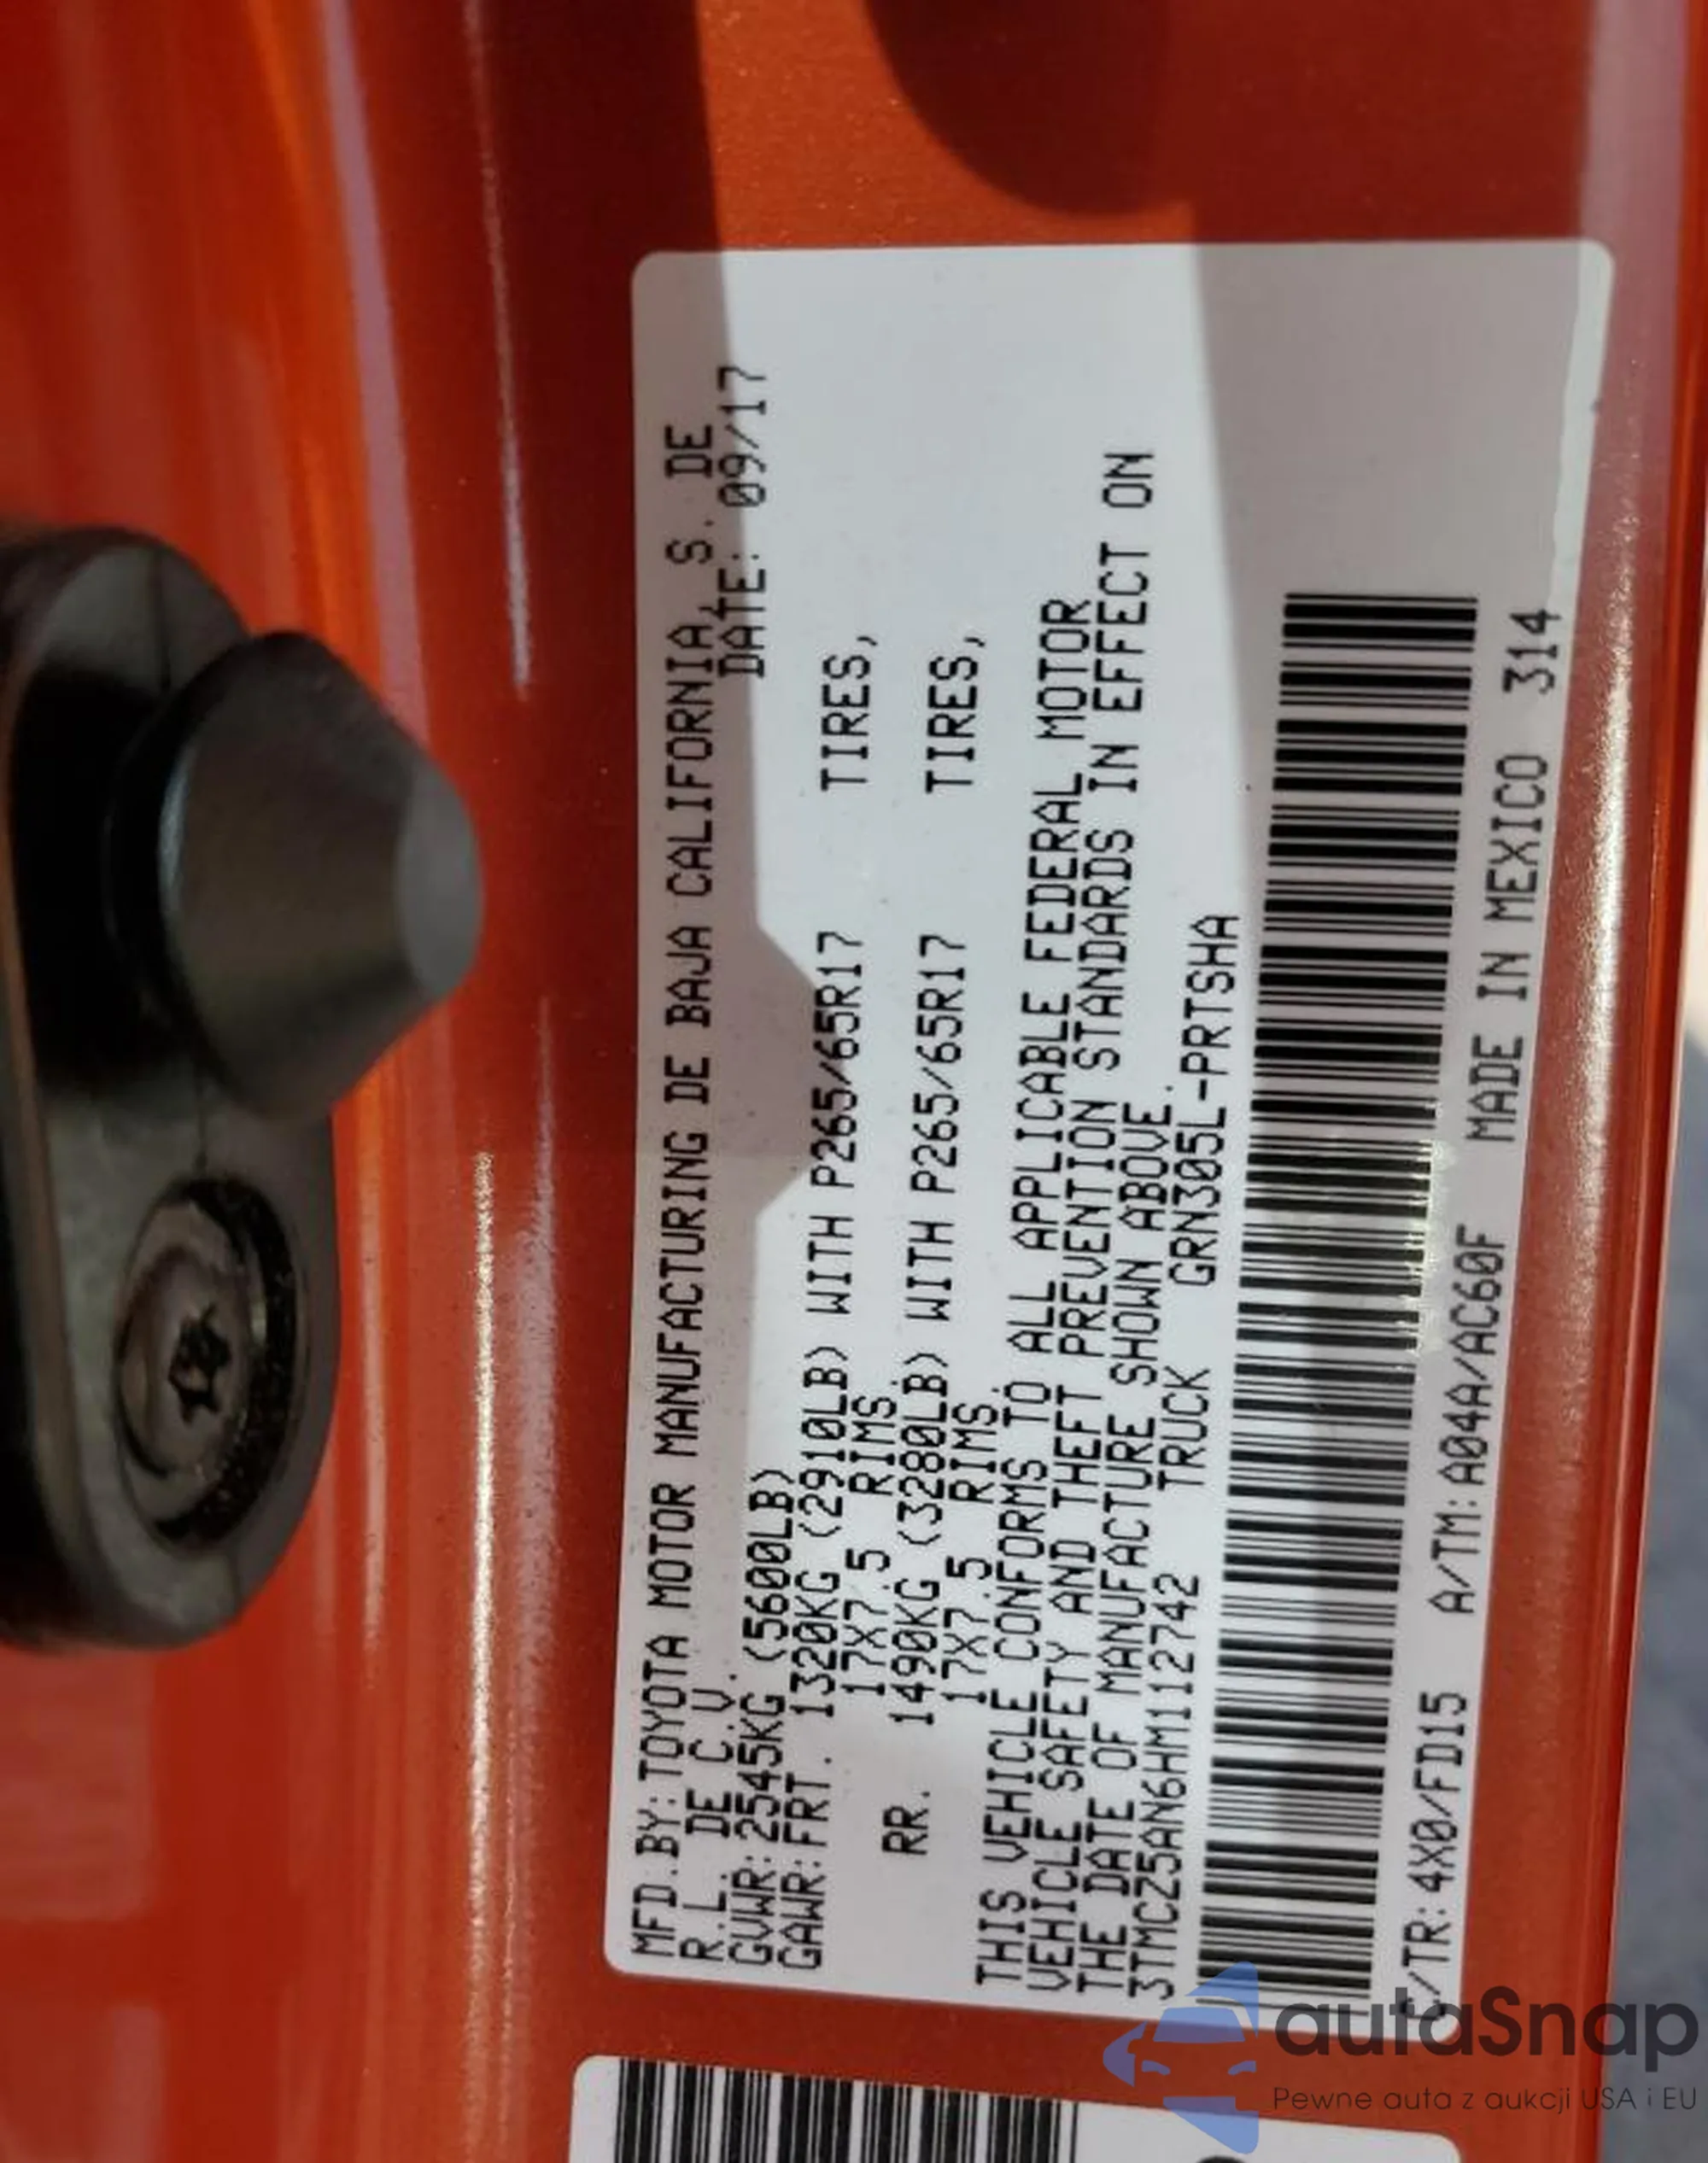 MFD.BY:TOYOTA MOTOR MANUFACTURING DE BAJA CALIFORNIA, S. DE
R.L. DE C.V. DATE: 09/17
GVWR:2545KG (5600LB)
GAWR:FRT. 1320KG (2910LB) WITH P265/65R17 TIRES,
17X7.5 RIMS.
RR. 1490KG (3280LB) WITH P265/65R17 TIRES,
17X7.5 RIMS.
THIS VEHICLE CONFORMS TO ALL APPLICABLE FEDERAL MOTOR
VEHICLE SAFETY AND THEFT PREVENTION STANDARDS IN EFFECT ON
THE DATE OF MANUFACTURE SHOWN ABOVE.
3TMCZ5AN6HM112742 TRUCK GRN305L-PRTSHA
C/TR:4X0/FD15 A/TM:A04A/AC60F MADE IN MEXICO 314
autaSnap
Pewne auta z aukcji USA i EU